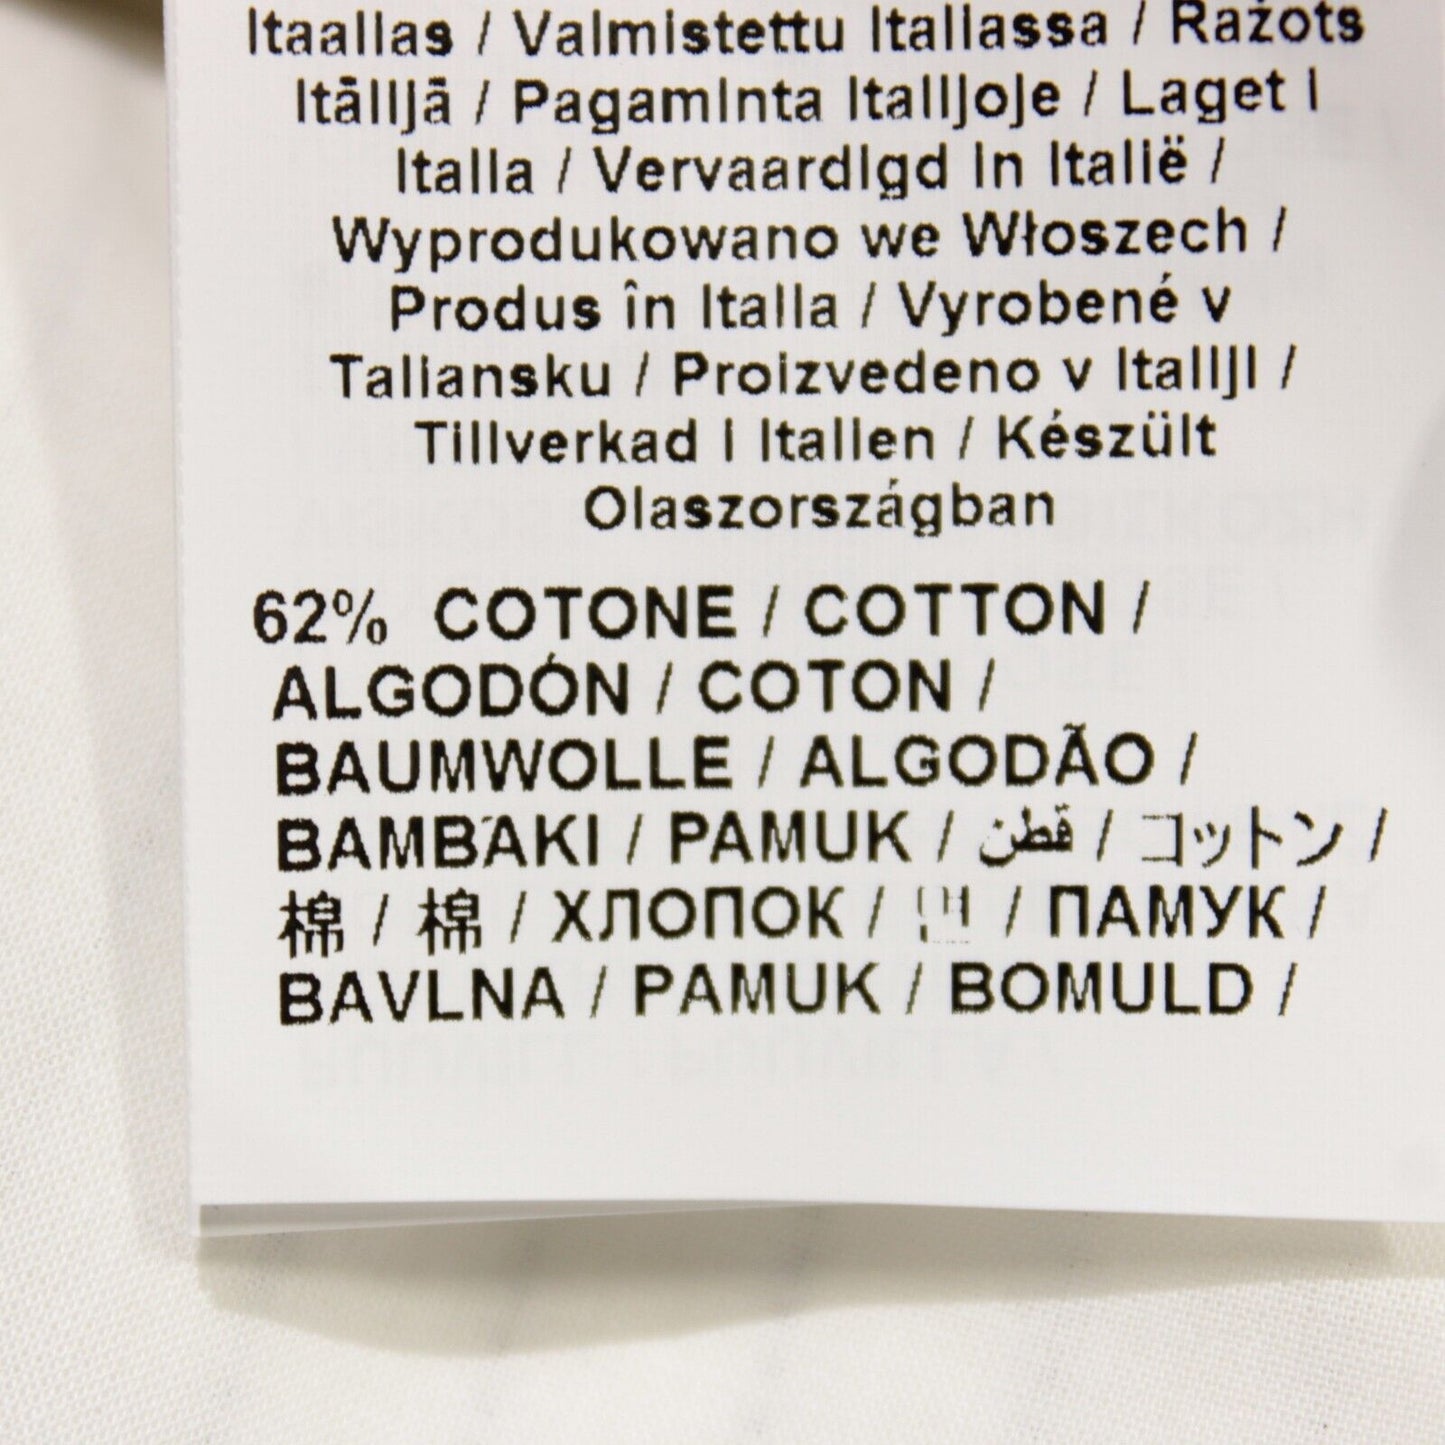 Itaallas / Valmistettu Italiassa / Ražots
Itālijā / Pagaminta Italijoje / Laget i
Italia / Vervaardigd in Italië /
Wyprodukowano we Włoszech /
Produs în Italia / Vyrobené v
Taliansku / Proizvedeno v Italiji /
Tillverkad i Italien / Készült
Olaszországban
62% COTONE / COTTON /
ALGODÓN / COTON /
BAUMWOLLE / ALGODÃO /
BAMBΆKI / PAMUK / قطن / コットン /
棉 / 棉 / ХЛОПОК / / ПАМУК /
BAVLNA / PAMUK / BOMULD /